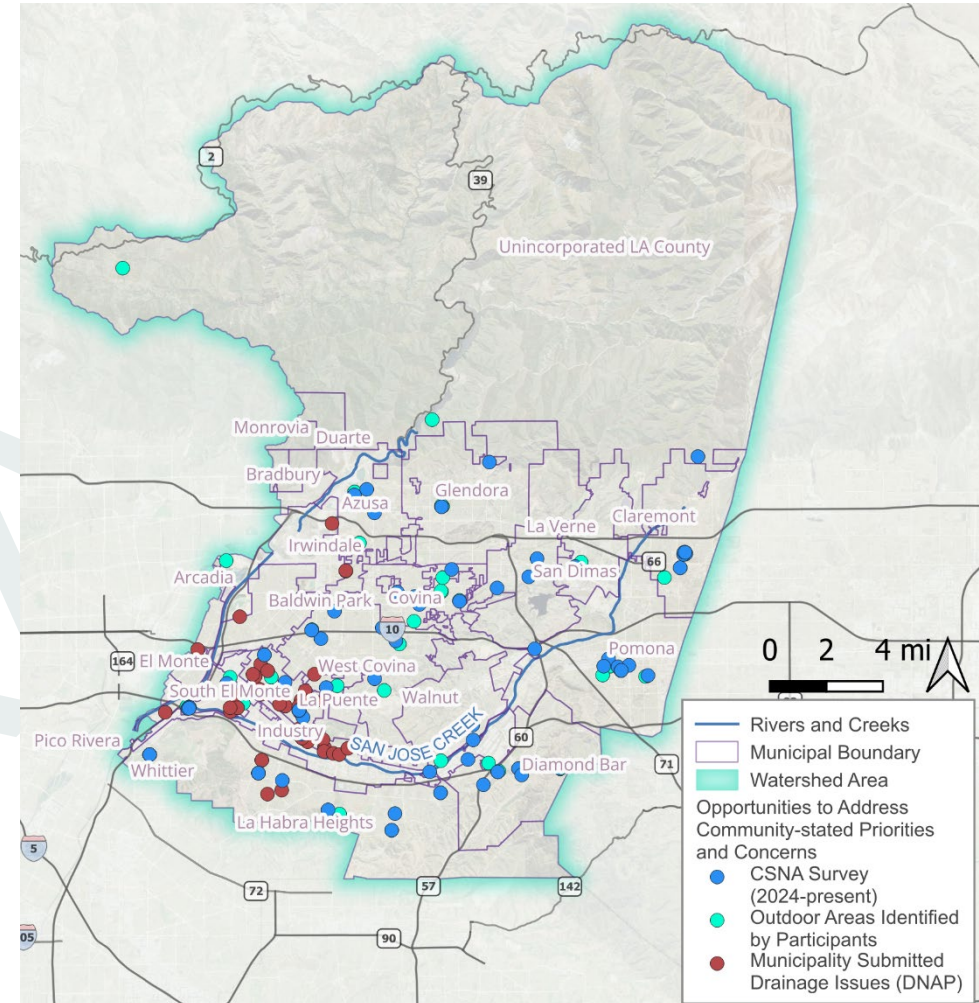 2
39
Unincorporated LA County
Monrovia
Duarte
Bradbury
Azusa
Glendora
La Verne
Claremont
Irwindale
66
San Dimas
Arcadia
Baldwin Park
Covina
10
164
El Monte
West Covina
Pomona
0 2 4 mi
South El Monte
La Puente
Walnut
Industry
SAN JOSE CREEK
60
Pico Rivera
Whittier
Diamond Bar
71
La Habra Heights
5
72
57
142
90
05
Rivers and Creeks
Municipal Boundary
Watershed Area
Opportunities to Address
Community-stated Priorities
and Concerns
CSNA Survey
(2024-present)
Outdoor Areas Identified
by Participants
Municipality Submitted
Drainage Issues (DNAP)